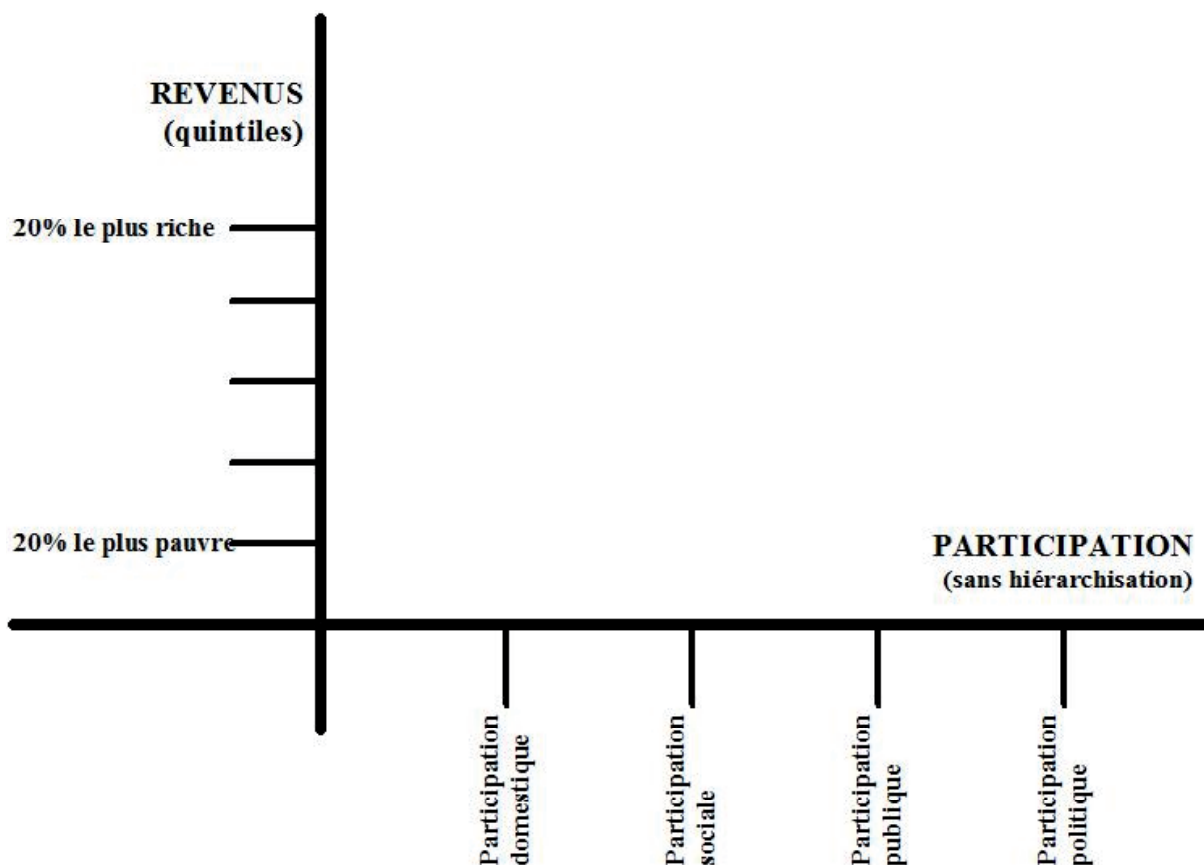 REVENUS
(quintiles)
20% le plus riche
20% le plus pauvre
PARTICIPATION
(sans hiérarchisation)
Participation
domestique
Participation
sociale
Participation
publique
Participation
politique